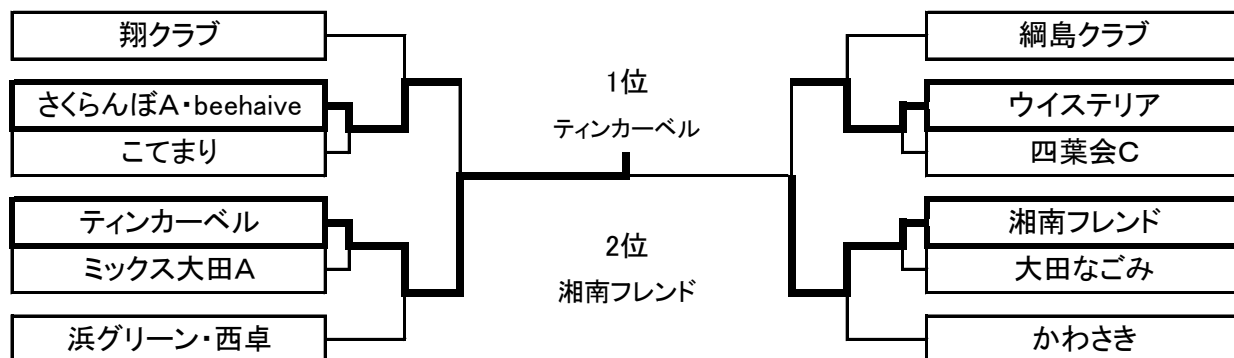 翔クラブ
さくらんぼA・beehaive
こてまり
ティンカーベル
ミックス大田A
浜グリーン・西卓
1位
ティンカーベル
2位
湘南フレンド
綱島クラブ
ウイステリア
四葉会C
湘南フレンド
大田なごみ
かわさき